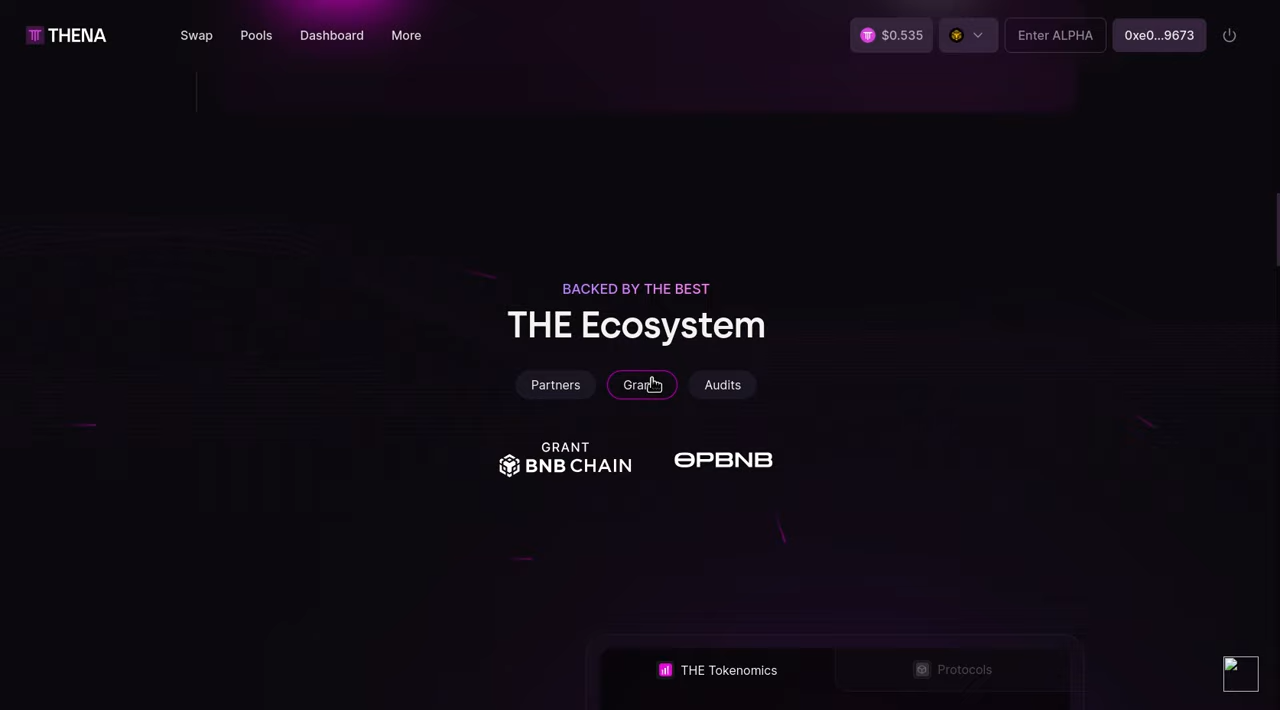 THENA
Swap
Pools
Dashboard
More
$0.535
Enter ALPHA
0xe0...9673
BACKED BY THE BEST
THE Ecosystem
Partners
Audits
GRANT
BNB CHAIN
OPBNB
THE Tokenomics
Protocols